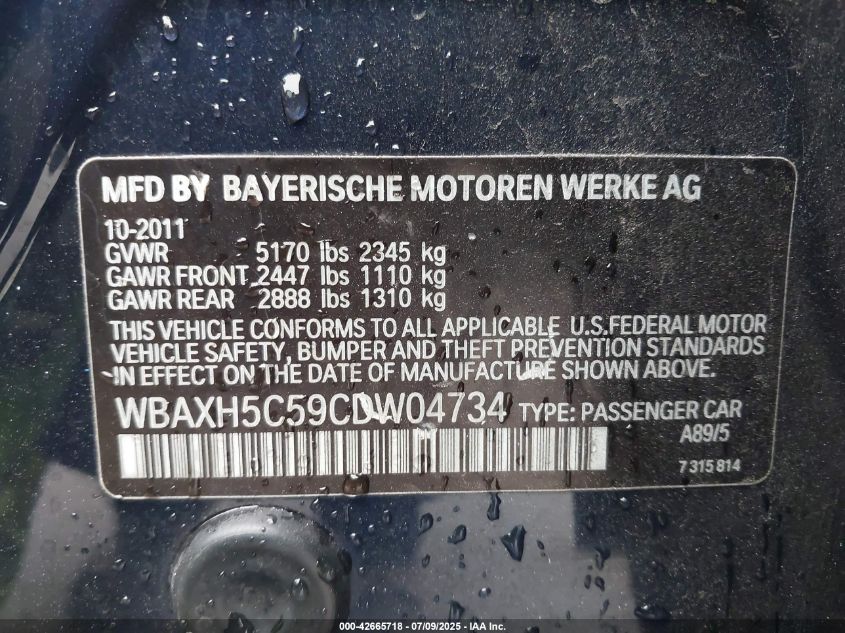 MFD BY BAYERISCHE MOTOREN WERKE AG
10-2011
GVWR 5170 lbs 2345 kg
GAWR FRONT 2447 lbs 1110 kg
GAWR REAR 2888 lbs 1310 kg
THIS VEHICLE CONFORMS TO ALL APPLICABLE U.S.FEDERAL MOTOR
VEHICLE SAFETY, BUMPER AND THEFT PREVENTION STANDARDS
IN EFFECT ON THE DATE OF MANUFACTURE SHOWN ABOVE.
WBAXH5C59CDW04734 TYPE: PASSENGER CAR
A89/5
7 315 814
000-42665718 - 07/09/2025 - IAA Inc.